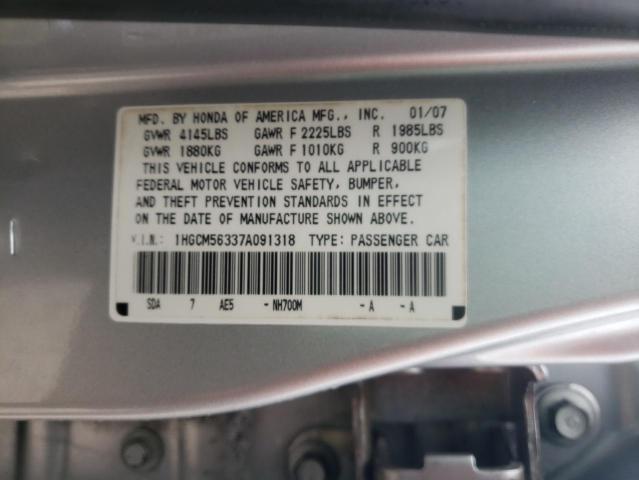 MFD. BY HONDA OF AMERICA MFG., INC. 01/07
GVWR 4145LBS GAWR F 2225LBS R 1985LBS
GVWR 1880KG GAWR F 1010KG R 900KG
THIS VEHICLE CONFORMS TO ALL APPLICABLE
FEDERAL MOTOR VEHICLE SAFETY, BUMPER,
AND THEFT PREVENTION STANDARDS IN EFFECT
ON THE DATE OF MANUFACTURE SHOWN ABOVE.
V.I.N.: 1HGCM56337A091318 TYPE: PASSENGER CAR
SDA 7 AE5 -NH700M -A -A